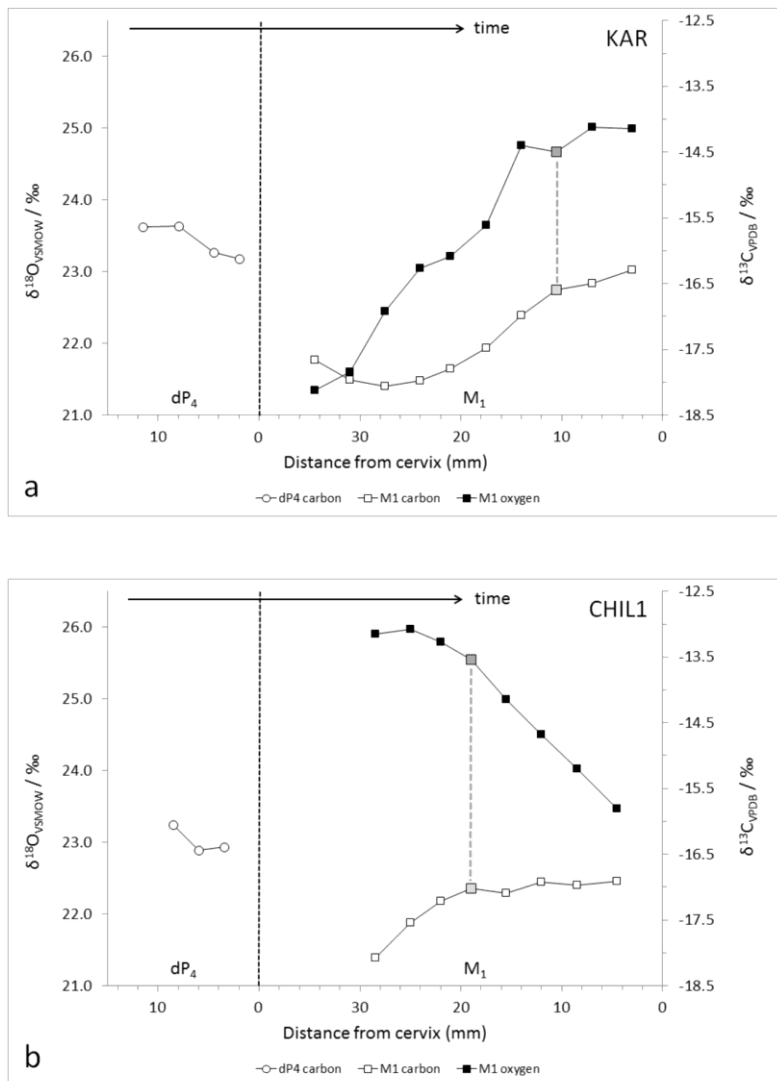 KAR
time
26.0
25.0
24.0
23.0
22.0
21.0
δ¹⁸O_VSMOW / ‰
-12.5
-13.5
-14.5
-15.5
-16.5
-17.5
-18.5
δ¹³C_VPDB / ‰
dP₄ M₁
10 0 30 20 10 0
Distance from cervix (mm)
a
dP4 carbon M1 carbon M1 oxygen
CHIL1
time
26.0
25.0
24.0
23.0
22.0
21.0
δ¹⁸O_VSMOW / ‰
-12.5
-13.5
-14.5
-15.5
-16.5
-17.5
-18.5
δ¹³C_VPDB / ‰
dP₄ M₁
10 0 30 20 10 0
Distance from cervix (mm)
b
dP4 carbon M1 carbon M1 oxygen